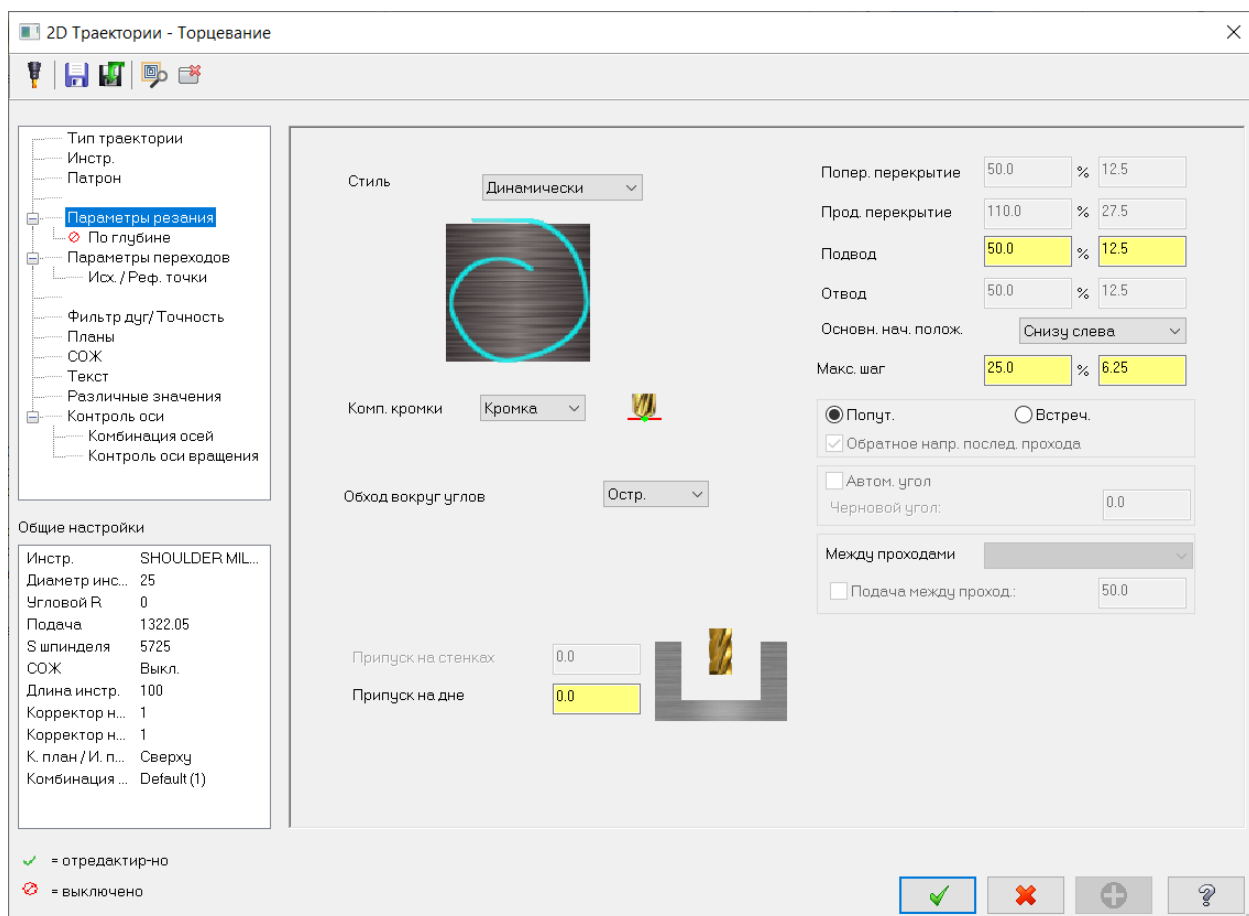 2D Траектории - Торцевание
Тип траектории
Инстр.
Патрон
Параметры резания
По глубине
Параметры переходов
Исх. / Реф. точки
Фильтр дуг/ Точность
Планы
СОЖ
Текст
Различные значения
Контроль оси
Комбинация осей
Контроль оси вращения
Общие настройки
Инстр. SHOULDER MIL...
Диаметр инс... 25
Угловой R 0
Подача 1322.05
S шпинделя 5725
СОЖ Выкл.
Длина инстр. 100
Корректор н... 1
Корректор н... 1
К. план / И. п... Сверху
Комбинация ... Default (1)
= отредактир-но
= выключено
Стиль Динамически
Комп. кромки Кромка
Обход вокруг углов Остр.
Припуск на стенках 0.0
Припуск на дне 0.0
Попер. перекрытие 50.0 % 12.5
Прод. перекрытие 110.0 % 27.5
Подвод 50.0 % 12.5
Отвод 50.0 % 12.5
Основн. нач. полож. Снизу слева
Макс. шаг 25.0 % 6.25
Попут. Встреч.
Обратное напр. послед. прохода
Автом. угол
Черновой угол: 0.0
Между проходами
Подача между проход.: 50.0